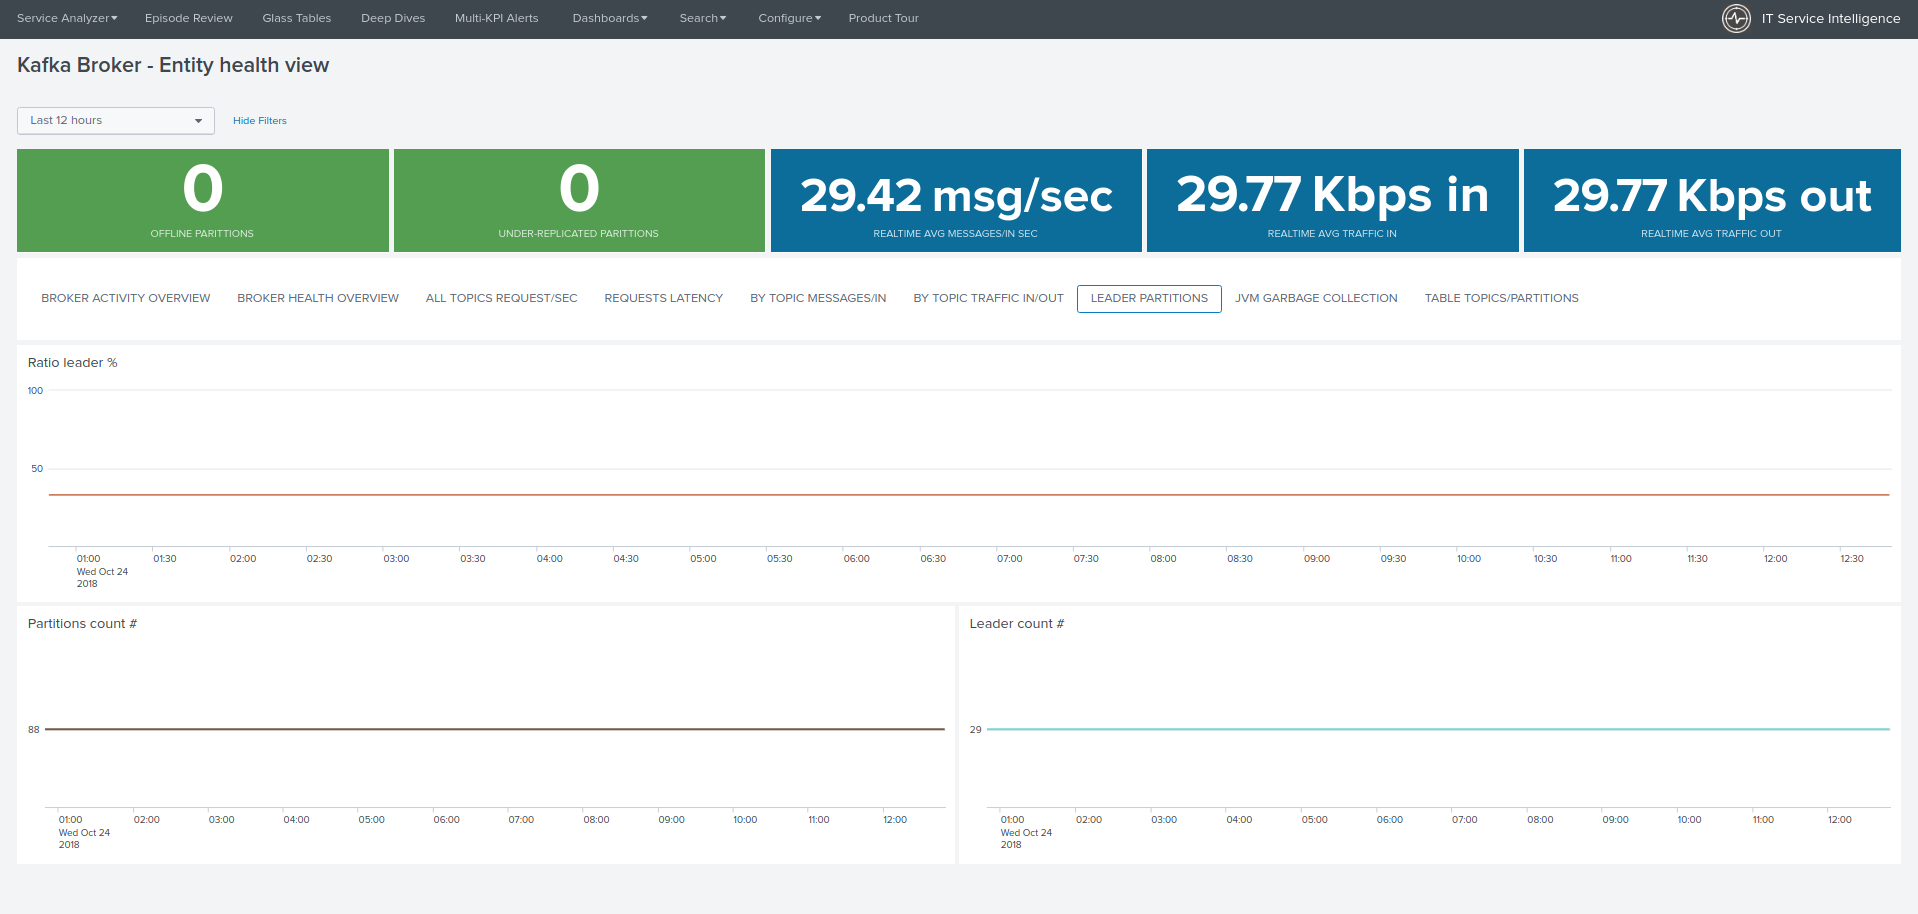 Service Analyzer Episode Review Glass Tables Deep Dives Multi-KPI Alerts Dashboards Search Configure Product Tour IT Service Intelligence
Kafka Broker - Entity health view
Last 12 hours Hide Filters
0 0 29.42 msg/sec 29.77 Kbps in 29.77 Kbps out
OFFLINE PARITTIONS UNDER-REPLICATED PARITTIONS REALTIME AVG MESSAGES/IN SEC REALTIME AVG TRAFFIC IN REALTIME AVG TRAFFIC OUT
BROKER ACTIVITY OVERVIEW BROKER HEALTH OVERVIEW ALL TOPICS REQUEST/SEC REQUESTS LATENCY BY TOPIC MESSAGES/IN BY TOPIC TRAFFIC IN/OUT LEADER PARTITIONS JVM GARBAGE COLLECTION TABLE TOPICS/PARTITIONS
Ratio leader %
100
50
01:00 01:30 02:00 02:30 03:00 03:30 04:00 04:30 05:00 05:30 06:00 06:30 07:00 07:30 08:00 08:30 09:00 09:30 10:00 10:30 11:00 11:30 12:00 12:30
Wed Oct 24
2018
Partitions count #
88
01:00 02:00 03:00 04:00 05:00 06:00 07:00 08:00 09:00 10:00 11:00 12:00
Wed Oct 24
2018
Leader count #
29
01:00 02:00 03:00 04:00 05:00 06:00 07:00 08:00 09:00 10:00 11:00 12:00
Wed Oct 24
2018